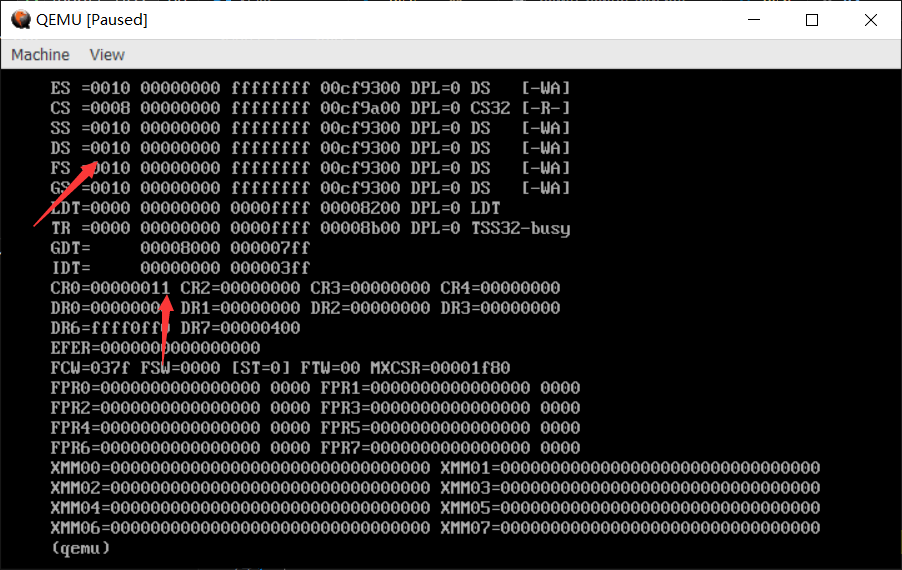 QEMU [Paused]
Machine View
ES =0010 00000000 ffffffff 00cf9300 DPL=0 DS [-WA]
CS =0008 00000000 ffffffff 00cf9a00 DPL=0 CS32 [-R-]
SS =0010 00000000 ffffffff 00cf9300 DPL=0 DS [-WA]
DS =0010 00000000 ffffffff 00cf9300 DPL=0 DS [-WA]
FS =0010 00000000 ffffffff 00cf9300 DPL=0 DS [-WA]
GS =0010 00000000 ffffffff 00cf9300 DPL=0 DS [-WA]
LDT=0000 00000000 0000ffff 00008200 DPL=0 LDT
TR =0000 00000000 0000ffff 00008b00 DPL=0 TSS32-busy
GDT= 00008000 000007ff
IDT= 00000000 000003ff
CR0=00000011 CR2=00000000 CR3=00000000 CR4=00000000
DR0=00000000 DR1=00000000 DR2=00000000 DR3=00000000
DR6=ffff0ff0 DR7=00000400
EFER=0000000000000000
FCW=037f FSW=0000 [ST=0] FTW=00 MXCSR=00001f80
FPR0=0000000000000000 0000 FPR1=0000000000000000 0000
FPR2=0000000000000000 0000 FPR3=0000000000000000 0000
FPR4=0000000000000000 0000 FPR5=0000000000000000 0000
FPR6=0000000000000000 0000 FPR7=0000000000000000 0000
XMM00=00000000000000000000000000000000 XMM01=00000000000000000000000000000000
XMM02=00000000000000000000000000000000 XMM03=00000000000000000000000000000000
XMM04=00000000000000000000000000000000 XMM05=00000000000000000000000000000000
XMM06=00000000000000000000000000000000 XMM07=00000000000000000000000000000000
(qemu)